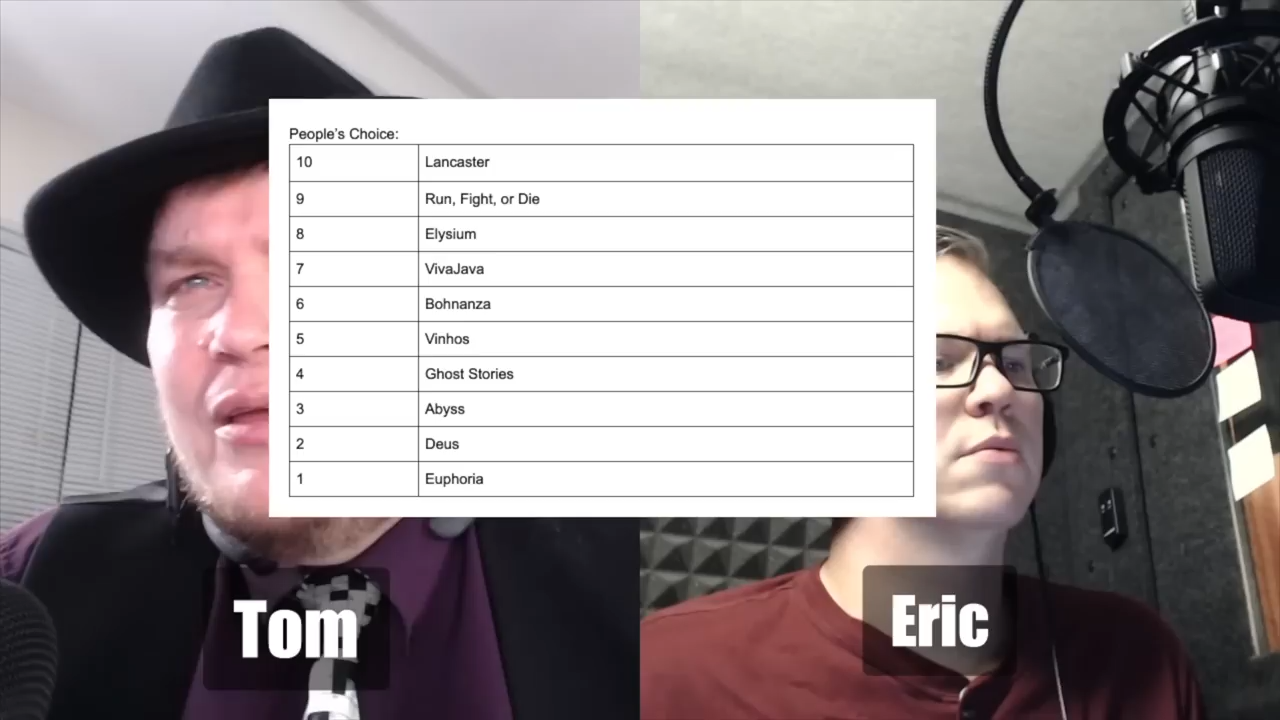 People's Choice:
10 Lancaster
9 Run, Fight, or Die
8 Elysium
7 VivaJava
6 Bohnanza
5 Vinhos
4 Ghost Stories
3 Abyss
2 Deus
1 Euphoria
Tom
Eric